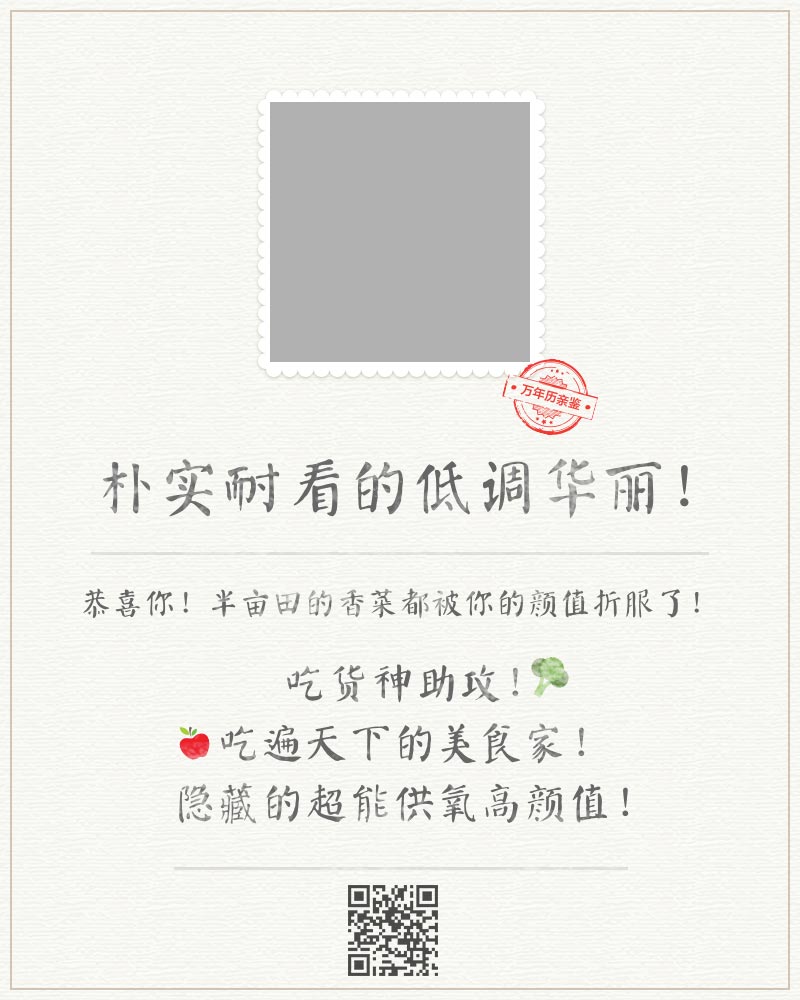 万年历亲鉴
朴实耐看的低调华丽！
恭喜你！半亩田的香菜都被你的颜值折服了！
吃货神助攻！
吃遍天下的美食家！
隐藏的超能供氧高颜值！